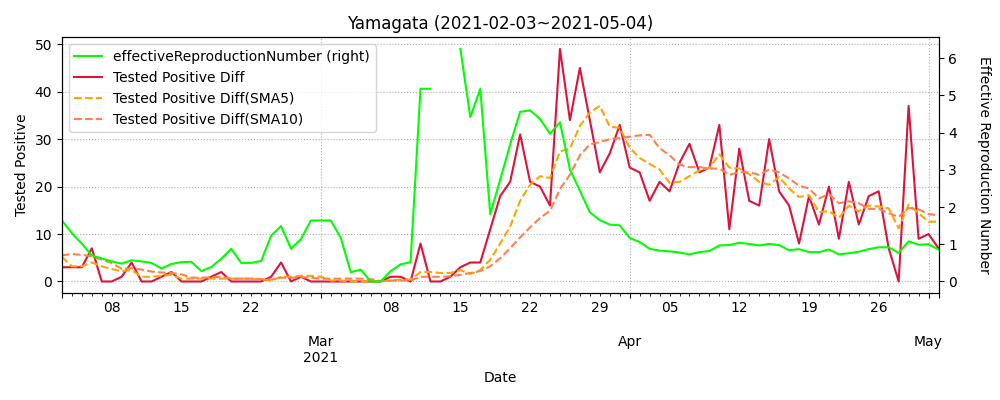 Yamagata (2021-02-03~2021-05-04)
effectiveReproductionNumber (right)
Tested Positive Diff
Tested Positive Diff(SMA5)
Tested Positive Diff(SMA10)
Tested Positive
50
40
30
20
10
0
6
5
4
3
2
1
0
Effective Reproduction Number
08 15 22 08 15 22 29 05 12 19 26
Mar Apr May
2021
Date